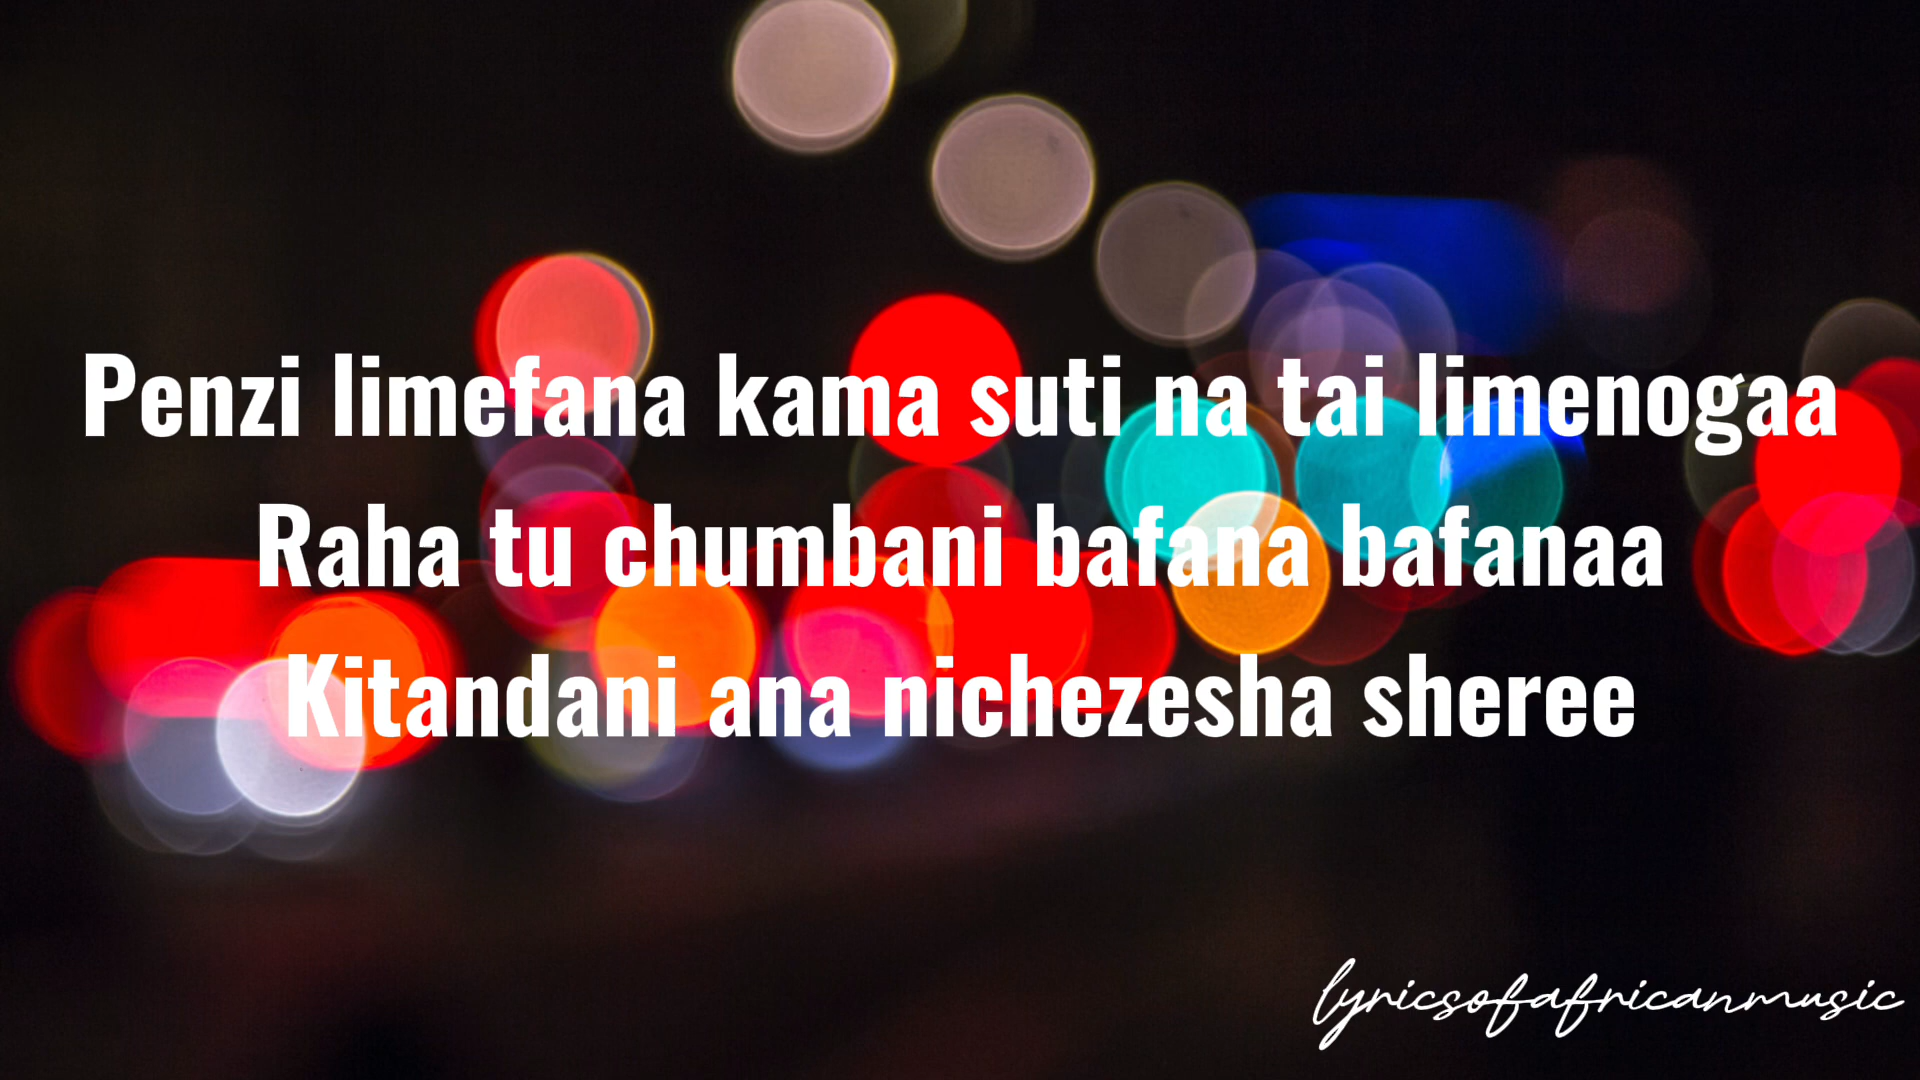 Penzi limefana kama suti na tai limenogaa
Raha tu chumbani bafana bafanaa
Kitandani ana nichezesha sheree
lyricsofafricanmusic